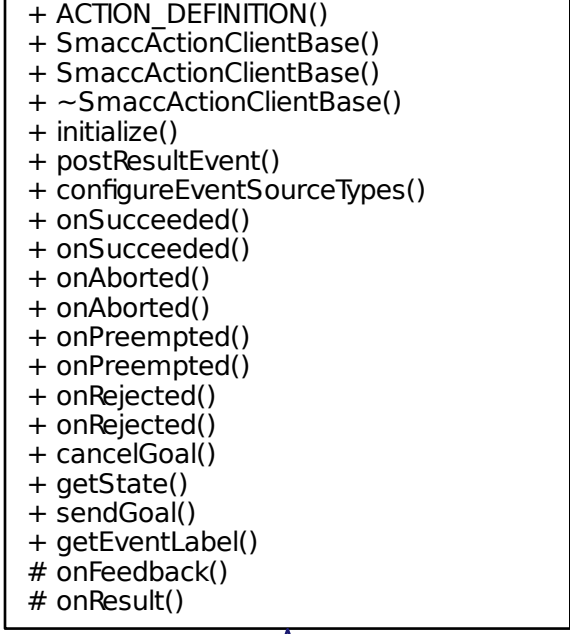 + ACTION_DEFINITION()
+ SmaccActionClientBase()
+ SmaccActionClientBase()
+ ~SmaccActionClientBase()
+ initialize()
+ postResultEvent()
+ configureEventSourceTypes()
+ onSucceeded()
+ onSucceeded()
+ onAborted()
+ onAborted()
+ onPreempted()
+ onPreempted()
+ onRejected()
+ onRejected()
+ cancelGoal()
+ getState()
+ sendGoal()
+ getEventLabel()
# onFeedback()
# onResult()